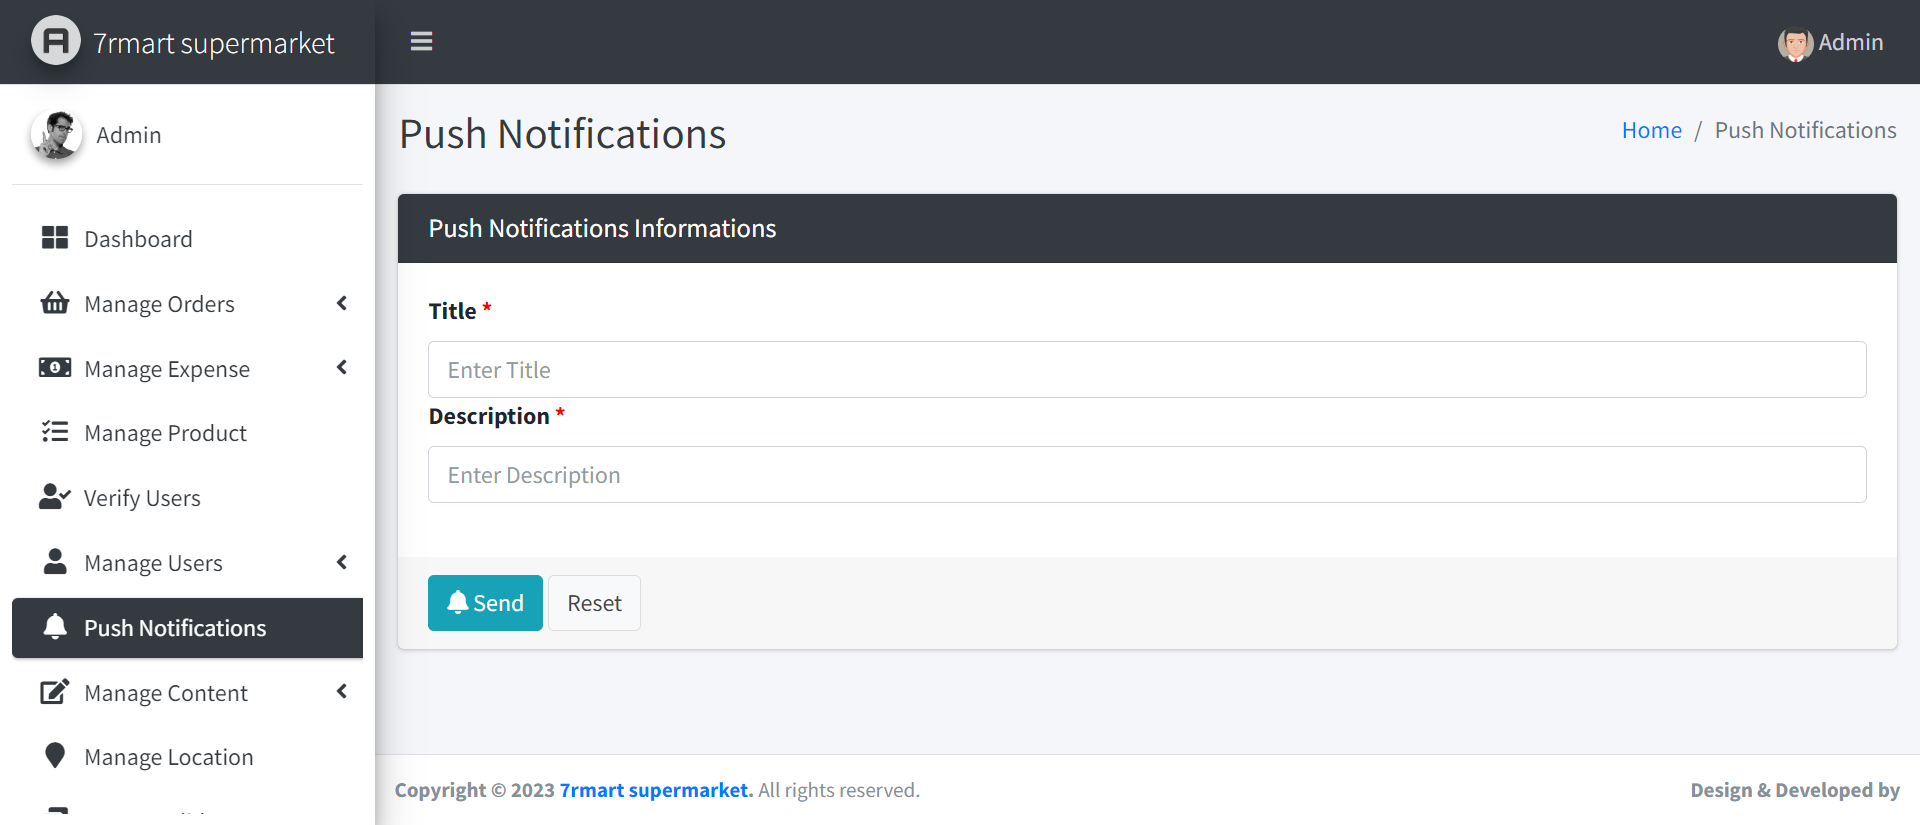 7rmart supermarket
Admin
Admin
Dashboard
Manage Orders
Manage Expense
Manage Product
Verify Users
Manage Users
Push Notifications
Manage Content
Manage Location
Push Notifications
Home / Push Notifications
Push Notifications Informations
Title *
Enter Title
Description *
Enter Description
Send
Reset
Copyright © 2023 7rmart supermarket. All rights reserved.
Design & Developed by